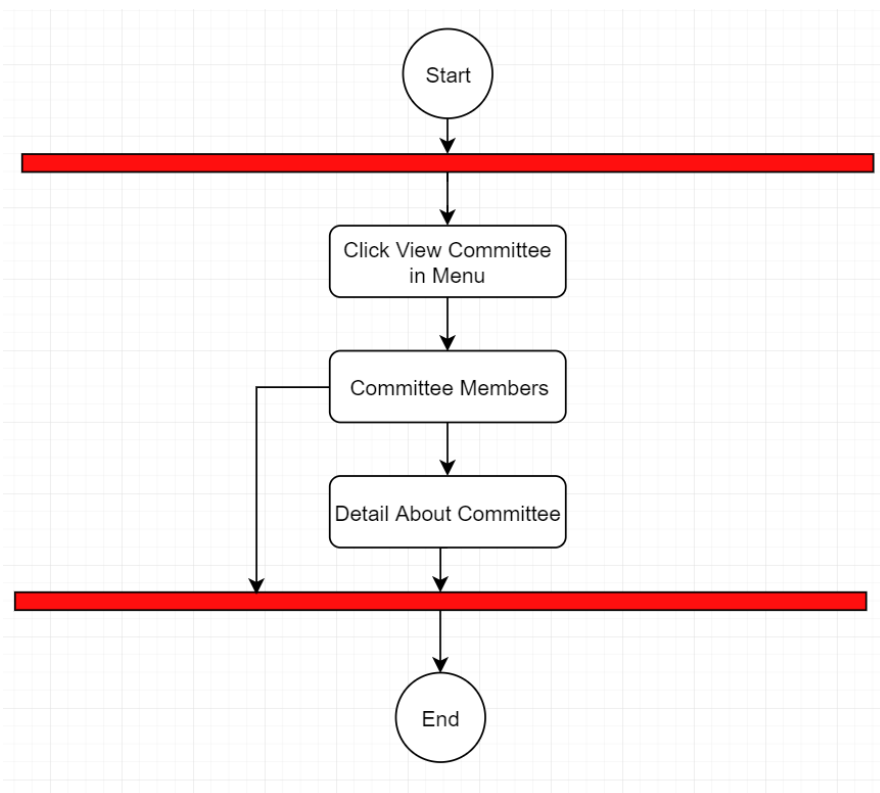 Start
Click View Committee
in Menu
Committee Members
Detail About Committee
End